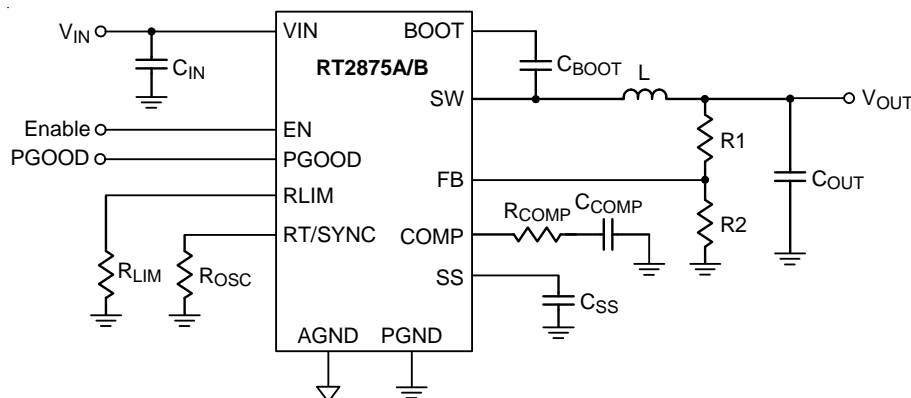 VIN
VIN
BOOT
RT2875A/B
CIN
CBOOT
L
SW
VOUT
Enable
EN
R1
PGOOD
PGOOD
FB
COUT
RLIM
RCOMP
CCOMP
R2
RT/SYNC
COMP
RLIM
ROSC
SS
CSS
AGND
PGND